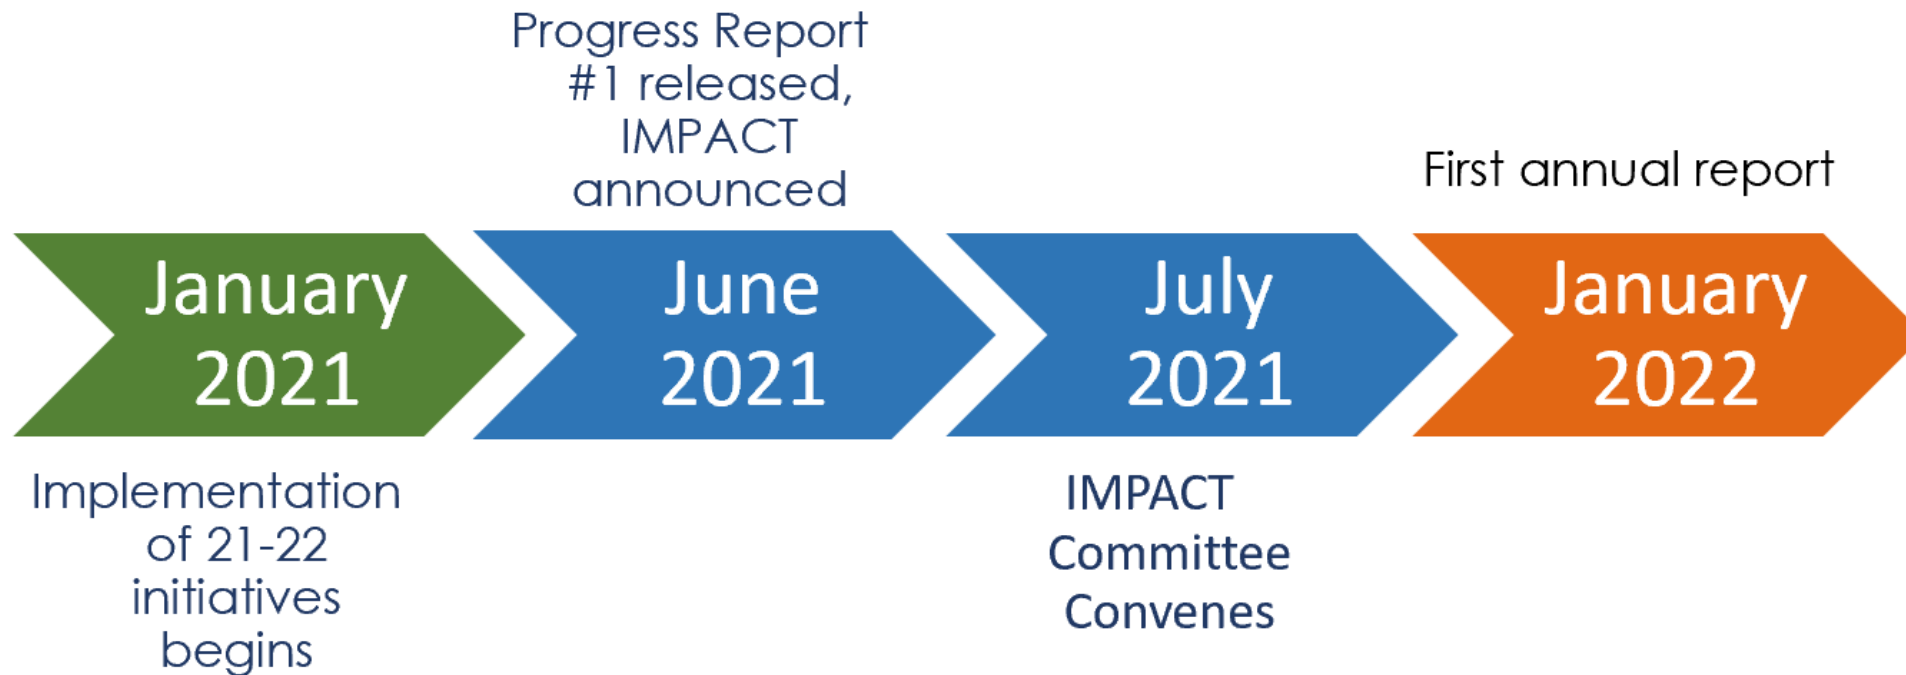 Progress Report
#1 released,
IMPACT
announced
First annual report
January
2021
June
2021
July
2021
January
2022
Implementation
of 21-22
initiatives
begins
IMPACT
Committee
Convenes